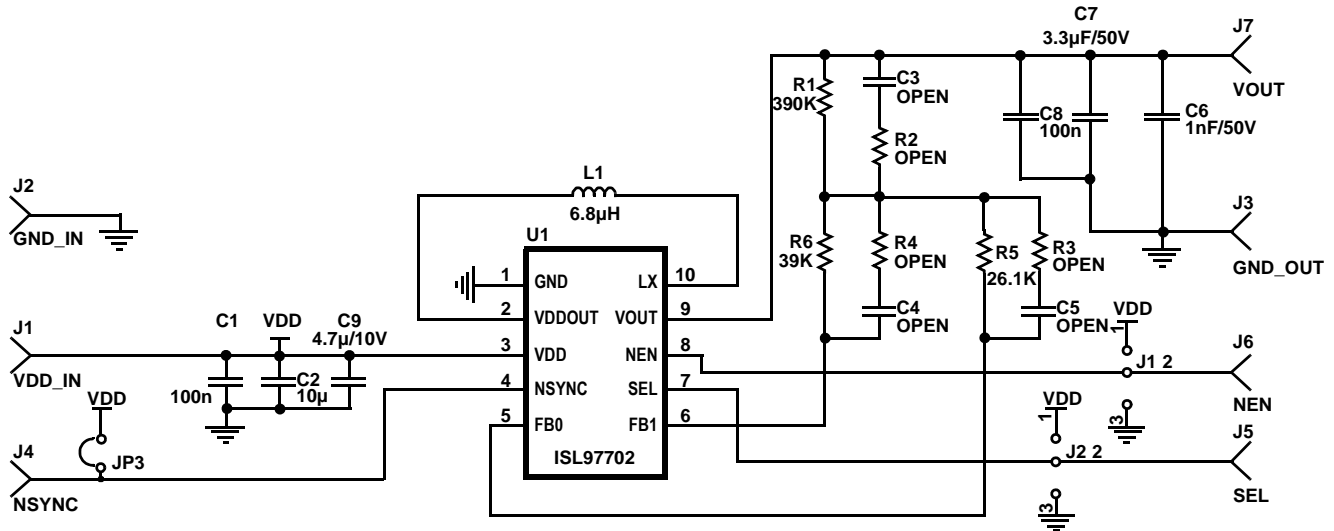 C7
3.3µF/50V
J7
VOUT
R1
390K
C3
OPEN
R2
OPEN
C8
100n
C6
1nF/50V
J2
GND_IN
L1
6.8µH
U1
R6
39K
R4
OPEN
R5
26.1K
R3
OPEN
J3
GND_OUT
1 GND LX 10
2 VDDOUT VOUT 9
3 VDD NEN 8
4 NSYNC SEL 7
5 FB0 FB1 6
ISL97702
C4
OPEN
C5
OPEN
J1
VDD_IN
C1
100n
VDD
C2
10µ
C9
4.7µ/10V
VDD
1
J1 2
3
J6
NEN
VDD
JP3
J4
NSYNC
VDD
1
J2 2
3
J5
SEL